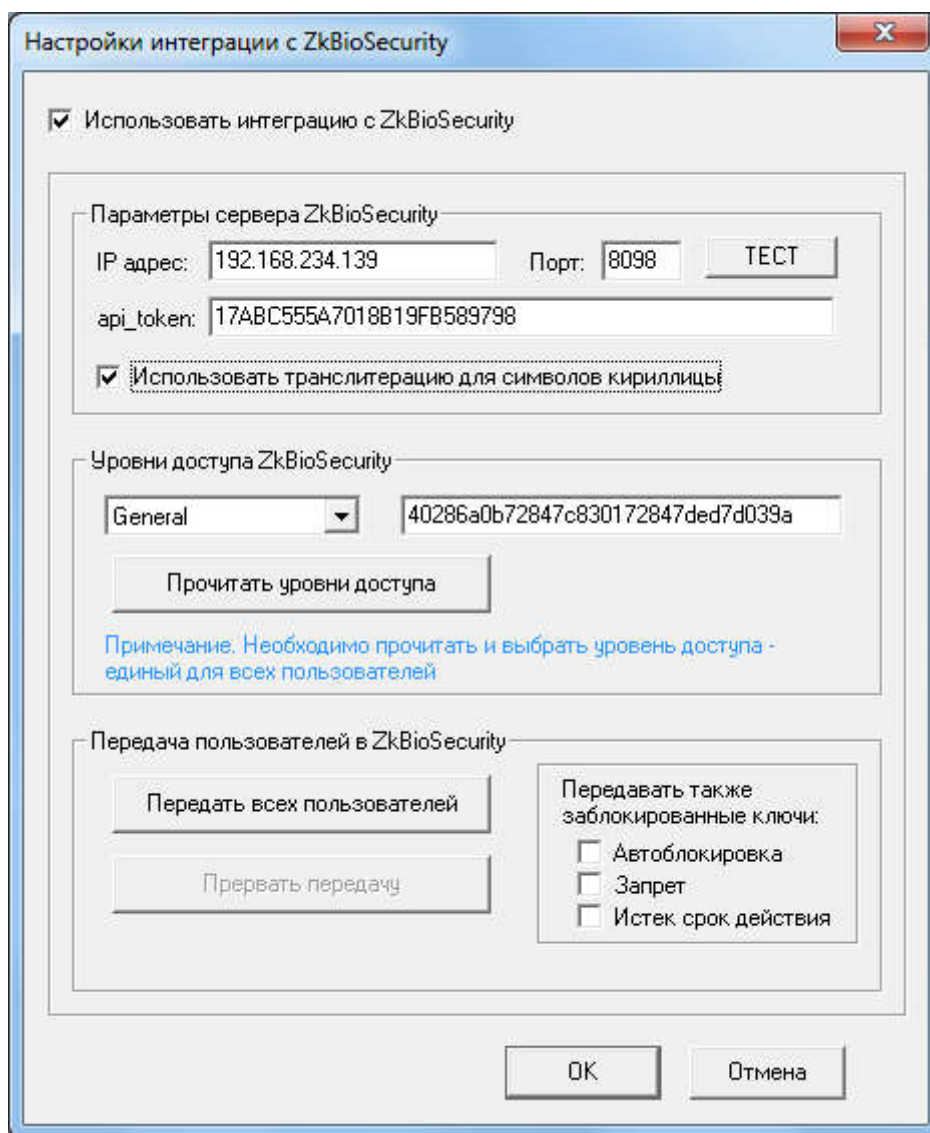 Настройки интеграции с ZkBioSecurity
Использовать интеграцию с ZkBioSecurity
Параметры сервера ZkBioSecurity
IP адрес: 192.168.234.139 Порт: 8098 ТЕСТ
api_token: 17ABC555A7018B19FB589798
Использовать транслитерацию для символов кириллицы
Уровни доступа ZkBioSecurity
General 40286a0b72847c830172847ded7d039a
Прочитать уровни доступа
Примечание. Необходимо прочитать и выбрать уровень доступа -
единый для всех пользователей
Передача пользователей в ZkBioSecurity
Передать всех пользователей
Прервать передачу
Передавать также
заблокированные ключи:
Автоблокировка
Запрет
Истек срок действия
OK Отмена